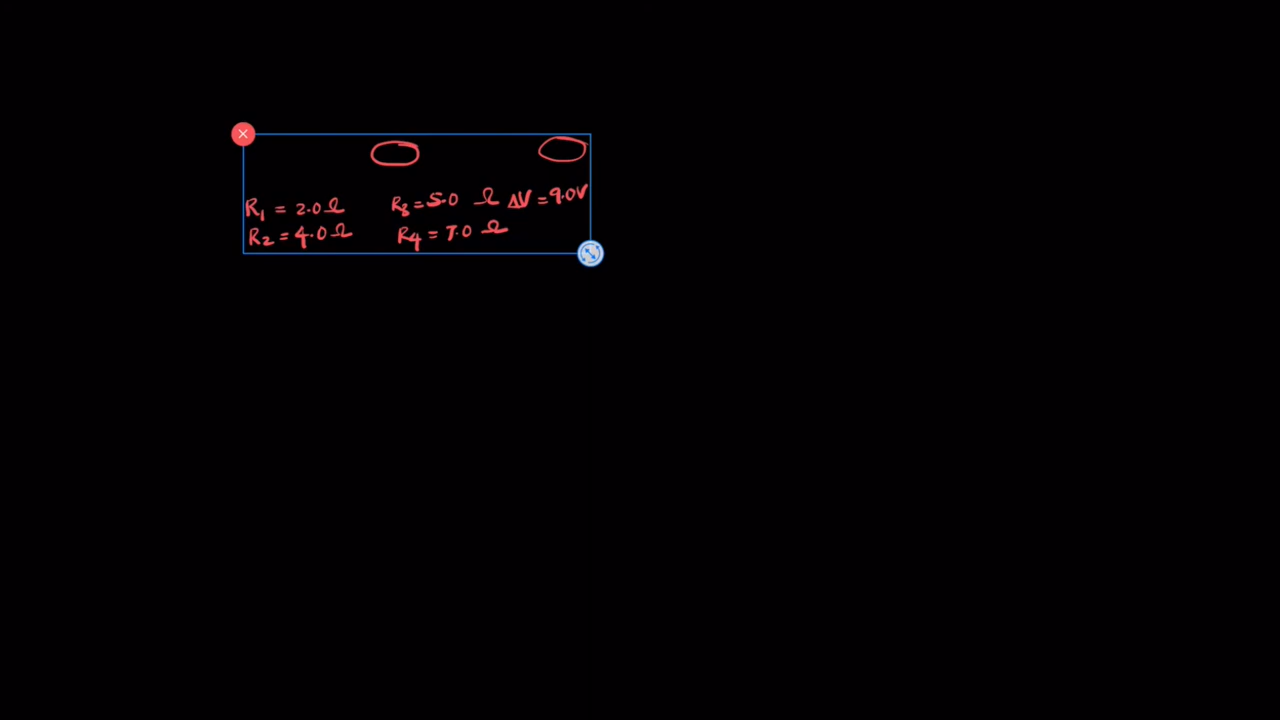 R₁ = 2.0 Ω R₃ = 5.0 Ω ΔV = 9.0V
R₂ = 4.0 Ω R₄ = 7.0 Ω